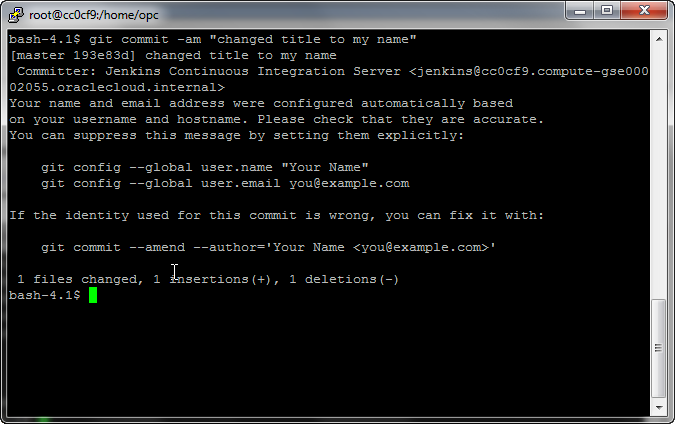 root@cc0cf9:/home/opc
bash-4.1$ git commit -am "changed title to my name"
[master 193e83d] changed title to my name
 Committer: Jenkins Continuous Integration Server <jenkins@cc0cf9.compute-gse000
02055.oraclecloud.internal>
Your name and email address were configured automatically based
on your username and hostname. Please check that they are accurate.
You can suppress this message by setting them explicitly:

    git config --global user.name "Your Name"
    git config --global user.email you@example.com

If the identity used for this commit is wrong, you can fix it with:

    git commit --amend --author='Your Name <you@example.com>'

 1 files changed, 1 insertions(+), 1 deletions(-)
bash-4.1$